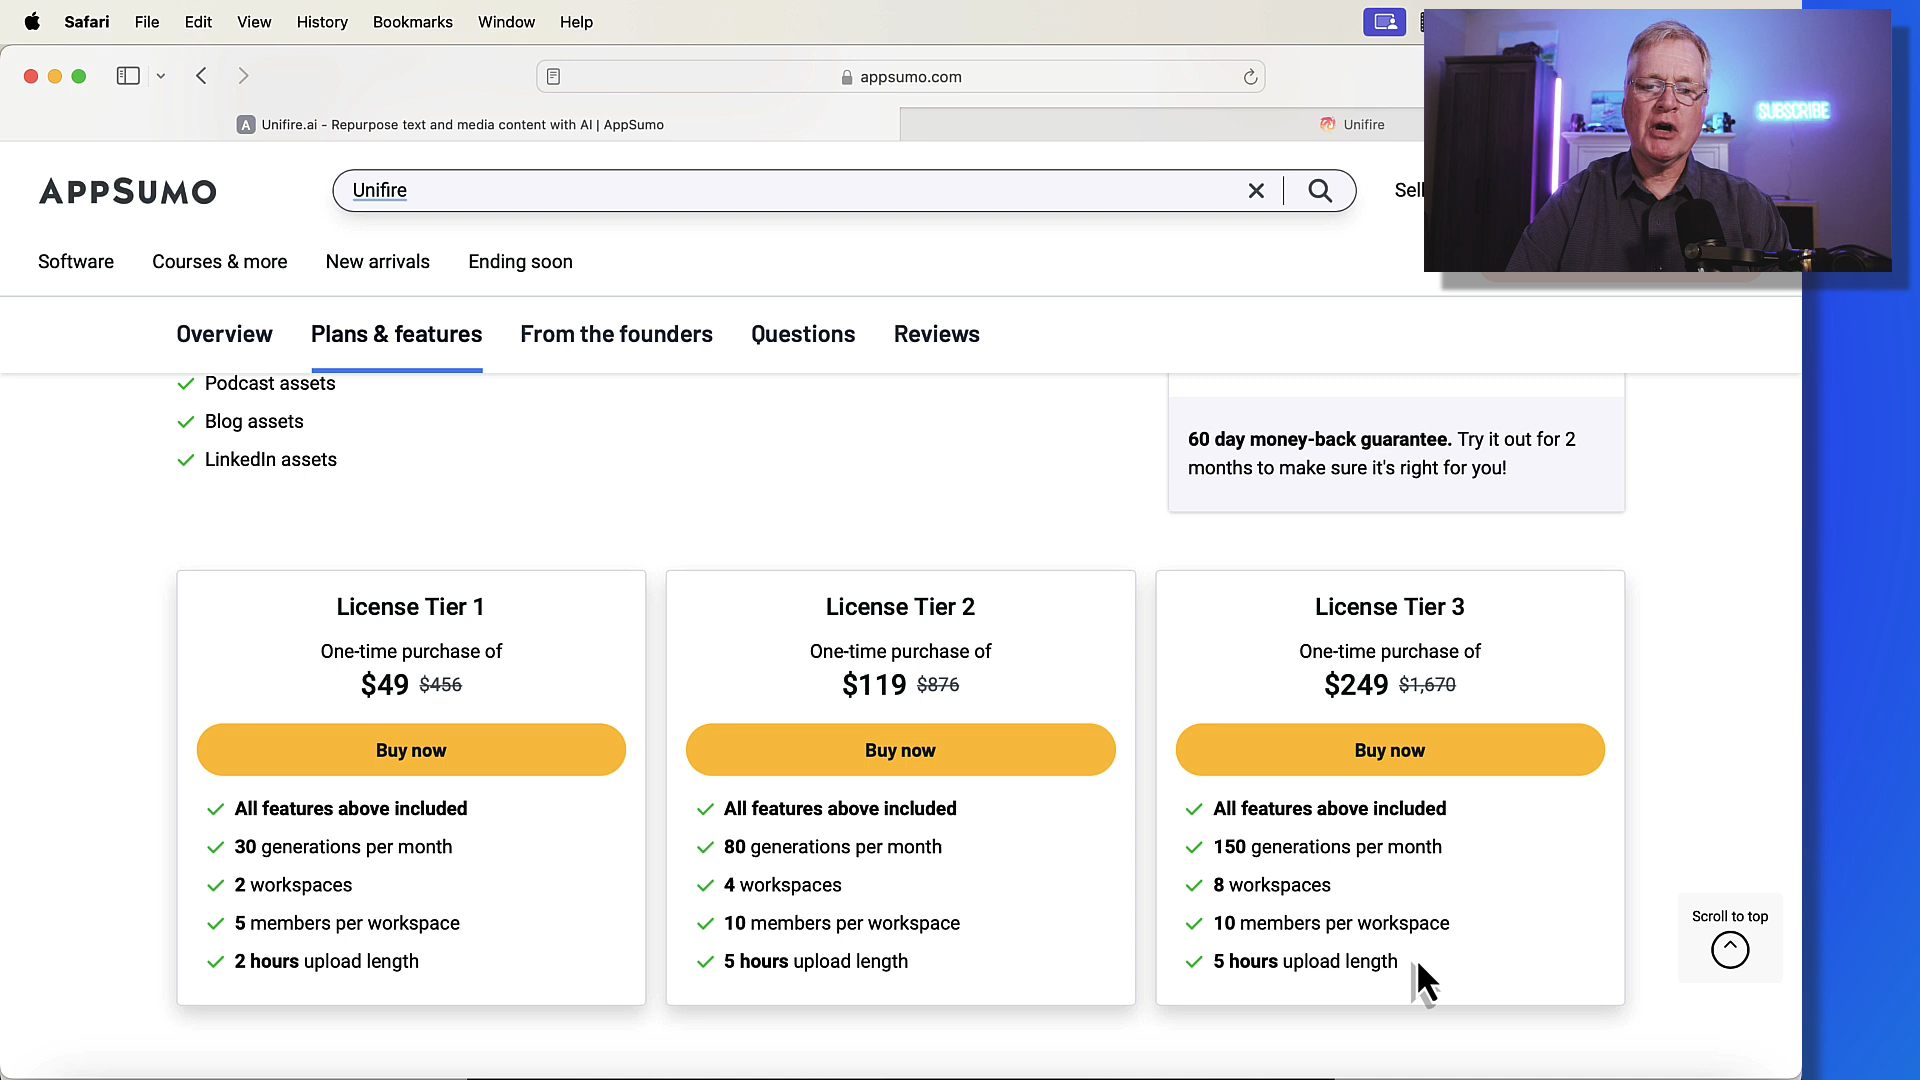 Safari File Edit View History Bookmarks Window Help
appsumo.com
A Unifire.ai - Repurpose text and media content with AI | AppSumo
Unifire
SUBSCRIBE
APPSUMO
Unifire
Sell
Software Courses & more New arrivals Ending soon
Overview Plans & features From the founders Questions Reviews
Podcast assets
Blog assets
LinkedIn assets
60 day money-back guarantee. Try it out for 2
months to make sure it's right for you!
License Tier 1
One-time purchase of
$49 $456
Buy now
All features above included
30 generations per month
2 workspaces
5 members per workspace
2 hours upload length
License Tier 2
One-time purchase of
$119 $876
Buy now
All features above included
80 generations per month
4 workspaces
10 members per workspace
5 hours upload length
License Tier 3
One-time purchase of
$249 $1,670
Buy now
All features above included
150 generations per month
8 workspaces
10 members per workspace
5 hours upload length
Scroll to top